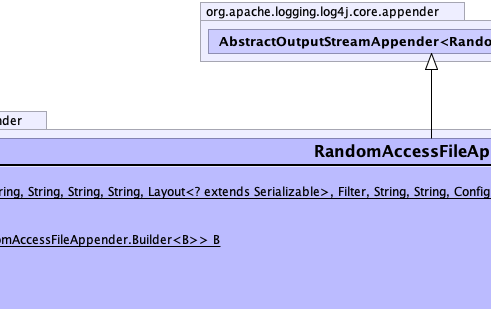 org.apache.logging.log4j.core.appender
AbstractOutputStreamAppender<Rando
nder
RandomAccessFileAp
ring, String, String, String, Layout<? extends Serializable>, Filter, String, String, Config
omAccessFileAppender.Builder<B>> B